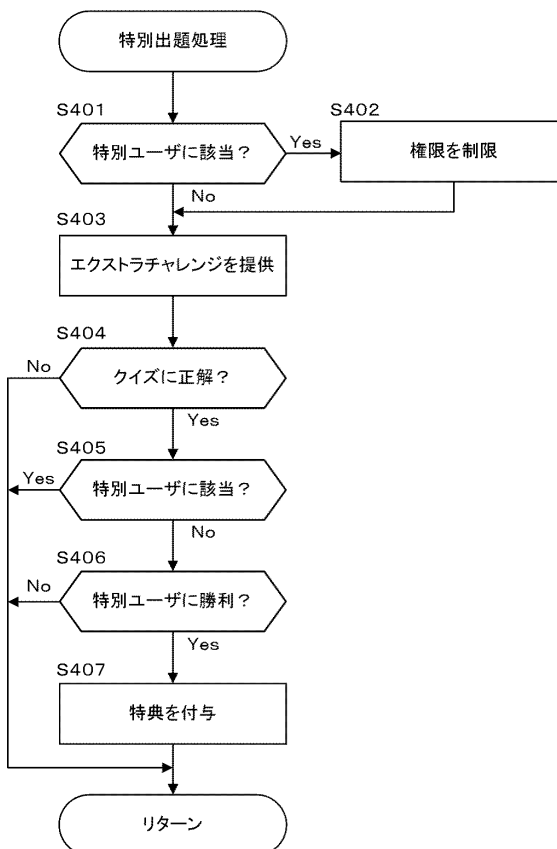 特別出題処理
S401
特別ユーザに該当?
Yes
S402
権限を制限
No
S403
エクストラチャレンジを提供
S404
No
クイズに正解?
Yes
S405
Yes
特別ユーザに該当?
No
S406
No
特別ユーザに勝利?
Yes
S407
特典を付与
リターン